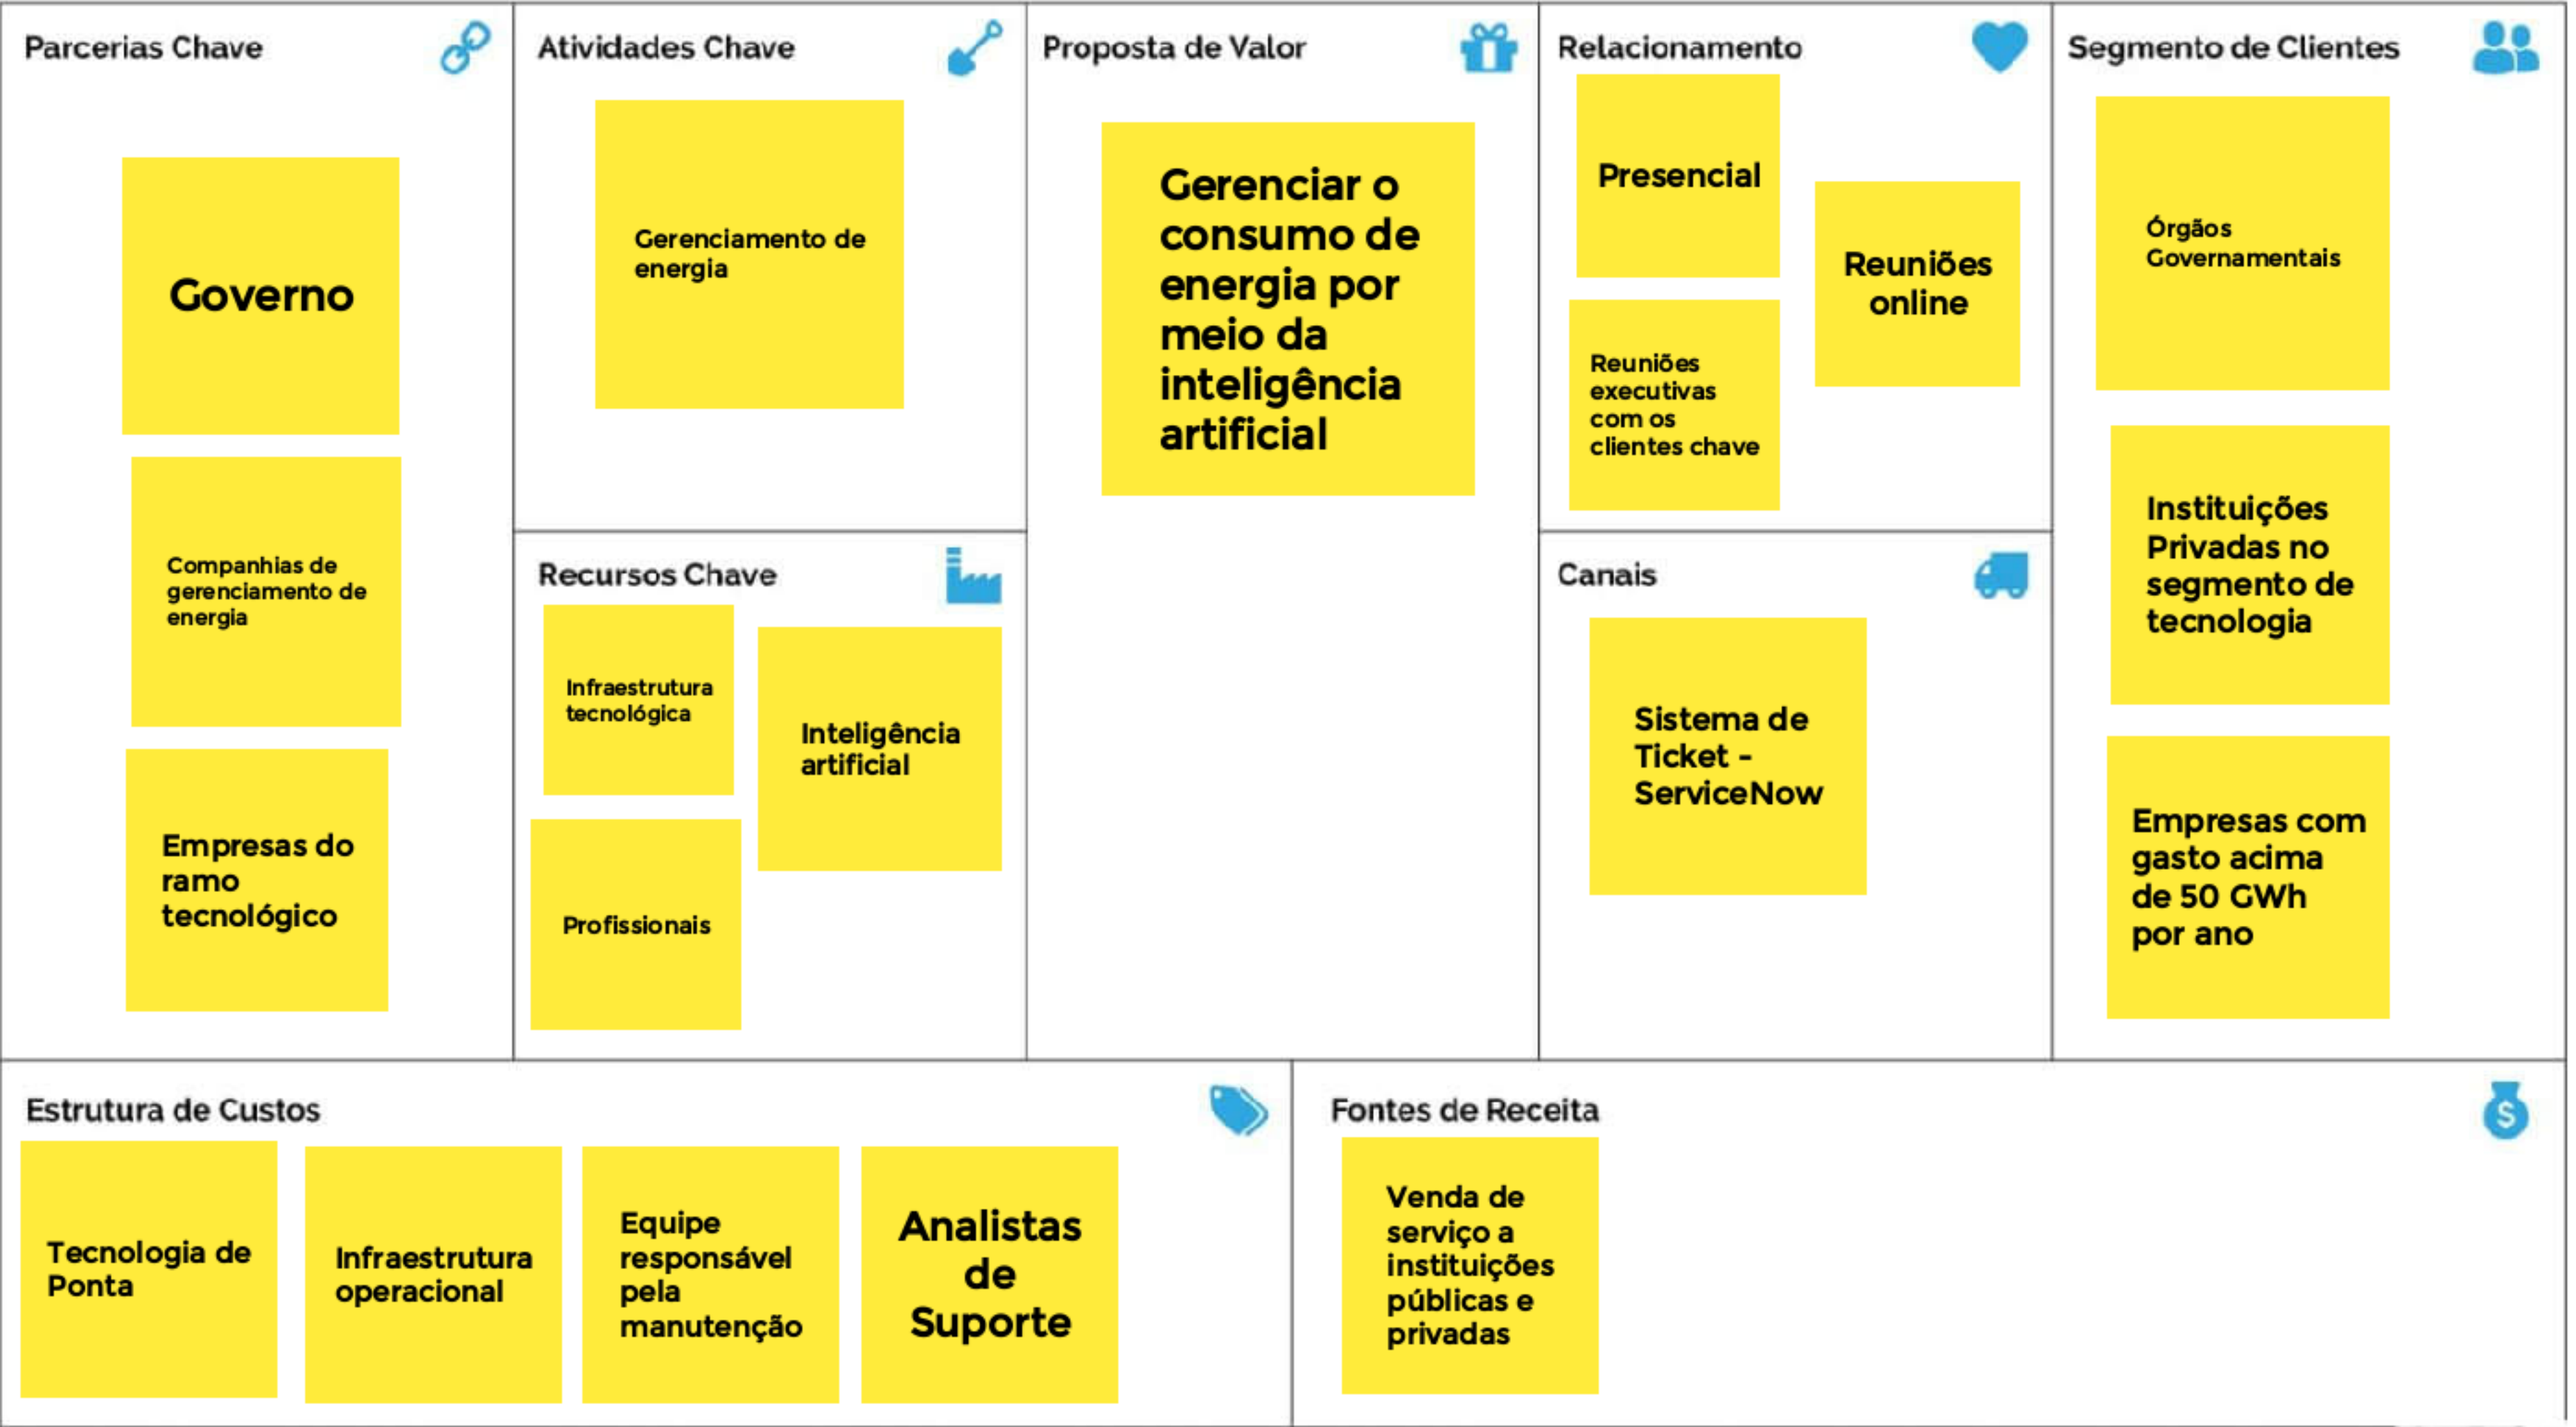 Parcerias Chave
Governo
Companhias de
gerenciamento de
energia
Empresas do
ramo
tecnológico
Atividades Chave
Gerenciamento de
energia
Recursos Chave
Infraestrutura
tecnológica
Inteligência
artificial
Profissionais
Proposta de Valor
Gerenciar o
consumo de
energia por
meio da
inteligência
artificial
Relacionamento
Presencial
Reuniões
online
Reuniões
executivas
com os
clientes chave
Canais
Sistema de
Ticket -
ServiceNow
Segmento de Clientes
Órgãos
Governamentais
Instituições
Privadas no
segmento de
tecnologia
Empresas com
gasto acima
de 50 GWh
por ano
Estrutura de Custos
Tecnologia de
Ponta
Infraestrutura
operacional
Equipe
responsável
pela
manutenção
Analistas
de
Suporte
Fontes de Receita
$
Venda de
serviço a
instituições
públicas e
privadas